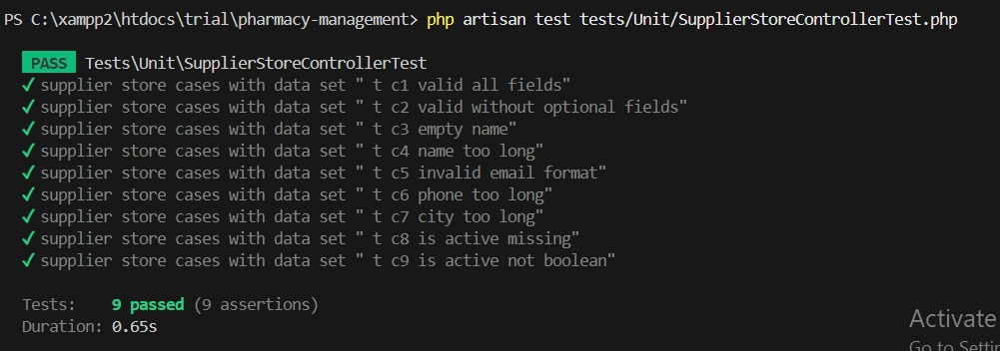 PS C:\xampp2\htdocs\trial\pharmacy-management> php artisan test tests/Unit/SupplierStoreControllerTest.php
PASS Tests\Unit\SupplierStoreControllerTest
✓ supplier store cases with data set " t c1 valid all fields"
✓ supplier store cases with data set " t c2 valid without optional fields"
✓ supplier store cases with data set " t c3 empty name"
✓ supplier store cases with data set " t c4 name too long"
✓ supplier store cases with data set " t c5 invalid email format"
✓ supplier store cases with data set " t c6 phone too long"
✓ supplier store cases with data set " t c7 city too long"
✓ supplier store cases with data set " t c8 is active missing"
✓ supplier store cases with data set " t c9 is active not boolean"
Tests: 9 passed (9 assertions)
Duration: 0.65s
Activate
Go to Settin